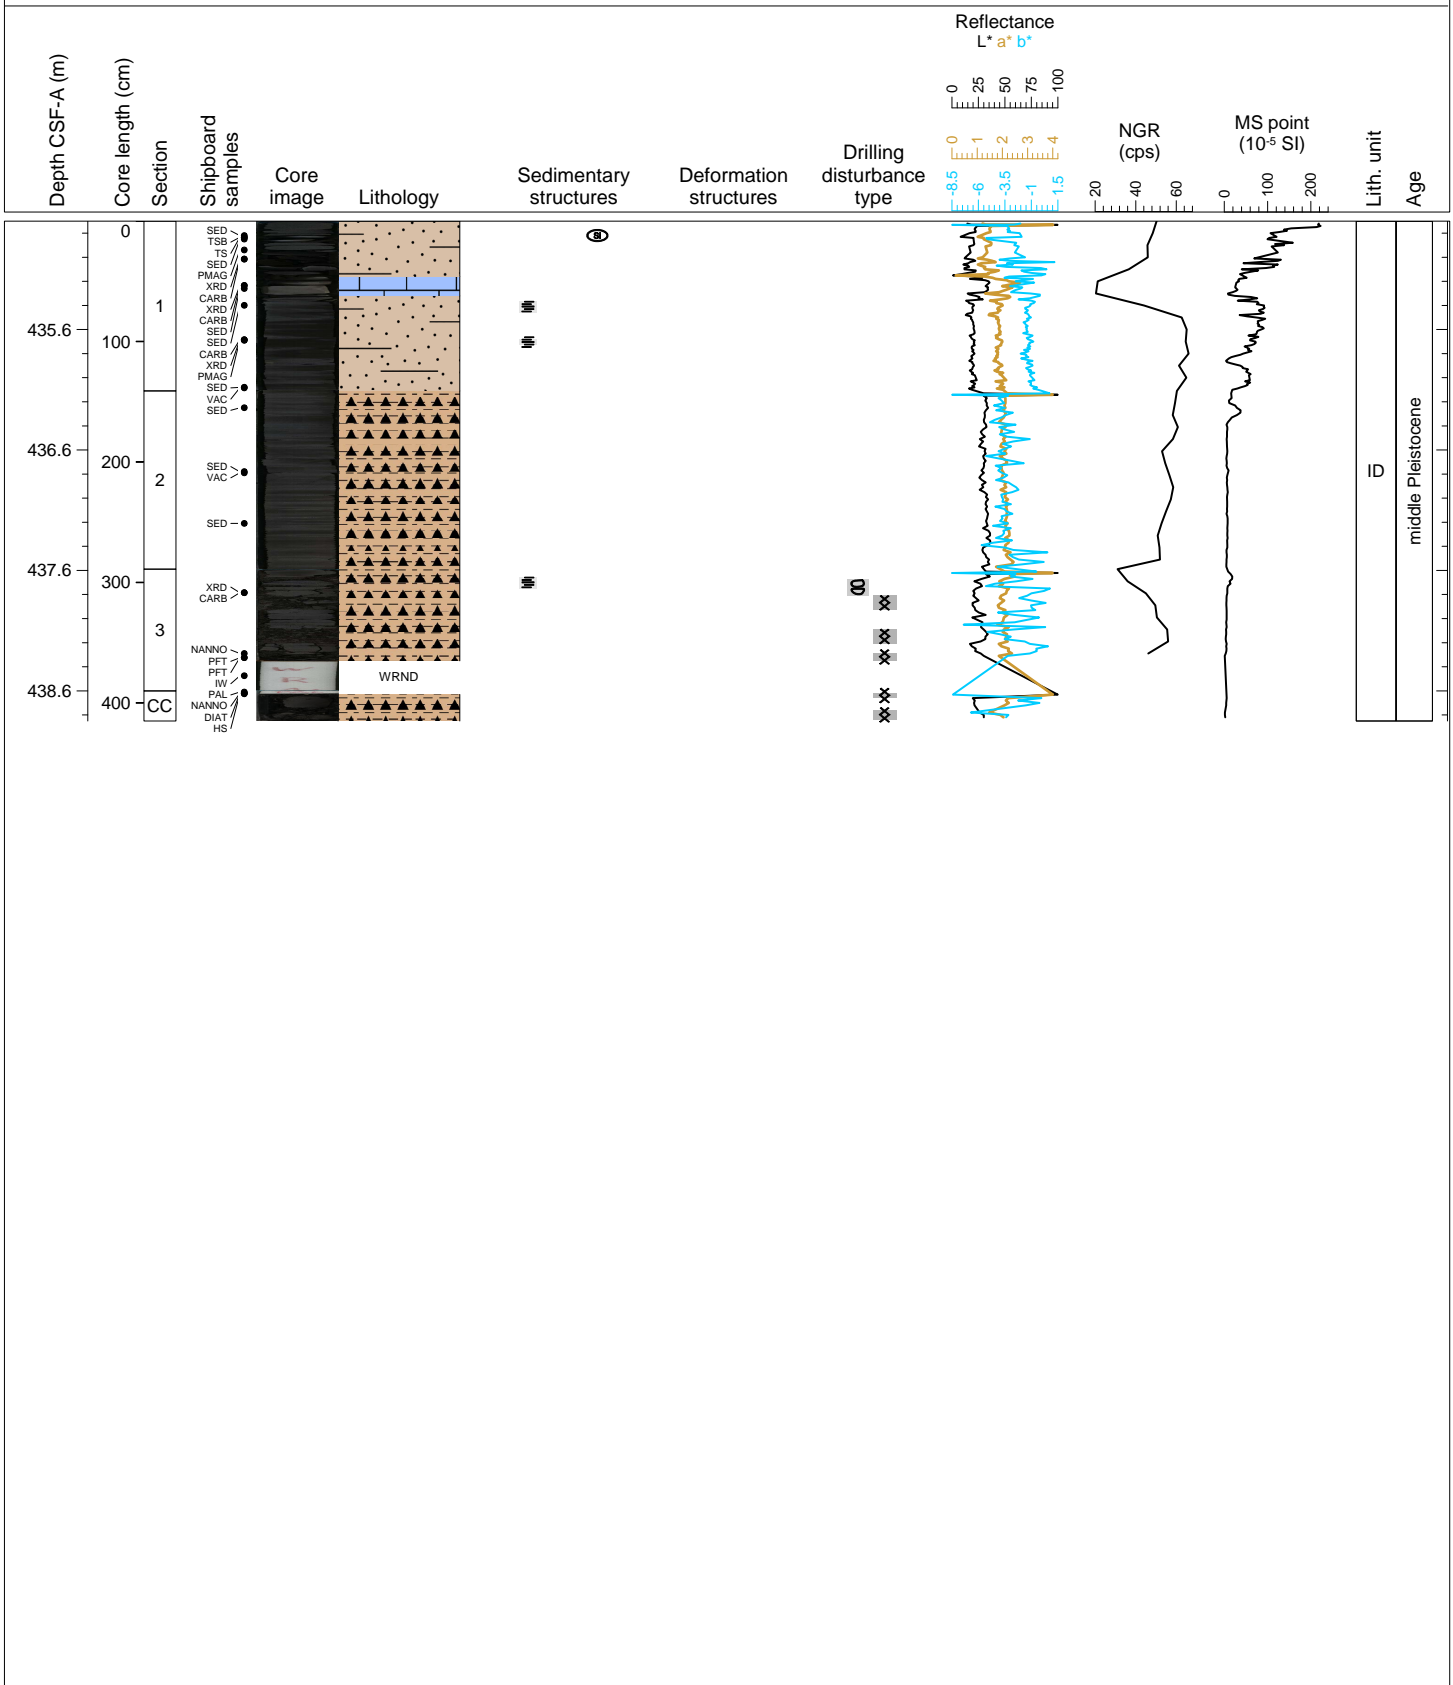 Depth CSF-A (m)
Core length (cm)
Section
Shipboard
samples
Core
image
Lithology
Sedimentary
structures
Deformation
structures
Drilling
disturbance
type
Reflectance
L* a* b*
0 25 50 75 100
0 1 2 3 4
-8.5 -6 -3.5 -1 1.5
NGR
(cps)
20 40 60
MS point
(10-5 SI)
0 100 200
Lith. unit
Age
435.6
436.6
437.6
438.6
0
100
200
300
400
1
2
3
CC
SED
TSB
TS
SED
PMAG
XRD
CARB
XRD
CARB
SED
SED
CARB
XRD
PMAG
SED
VAC
SED
SED
VAC
SED
XRD
CARB
NANNO
PFT
PFT
IW
PAL
NANNO
DIAT
HS
WRND
Si
ID
middle Pleistocene